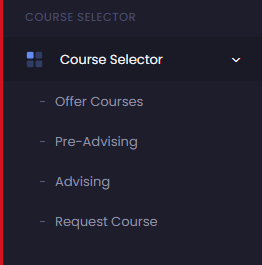 COURSE SELECTOR
Course Selector
– Offer Courses
– Pre-Advising
– Advising
– Request Course